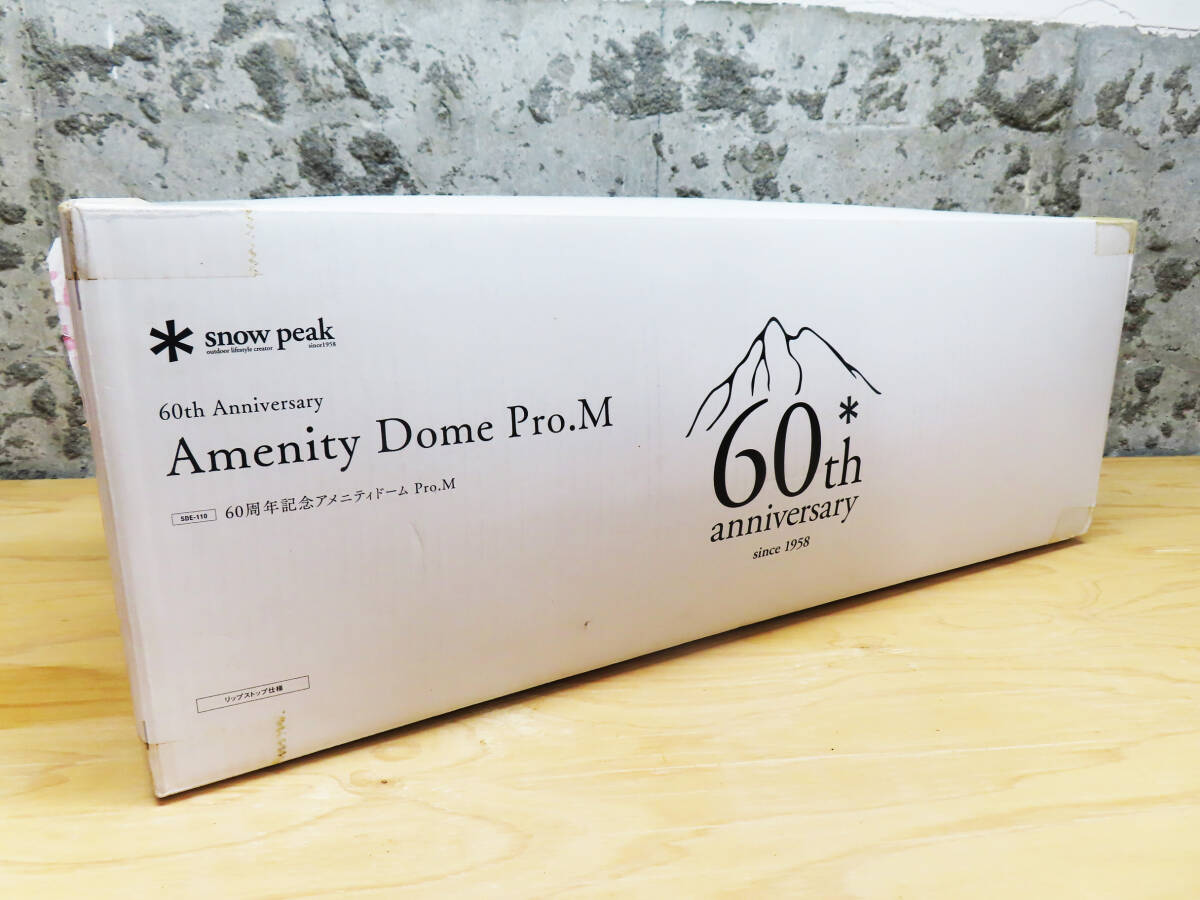 snow peak
outdoor lifestyle creator since1958
60th Anniversary
Amenity Dome Pro.M
SDE-110 60周年記念アメニティドーム Pro.M
リップストップ仕様
60th
anniversary
since 1958